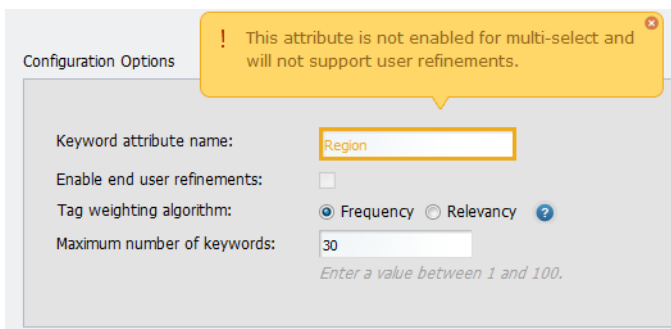 ! This attribute is not enabled for multi-select and
will not support user refinements.
Configuration Options
Keyword attribute name: Region
Enable end user refinements:
Tag weighting algorithm: Frequency Relevancy ?
Maximum number of keywords: 30
Enter a value between 1 and 100.